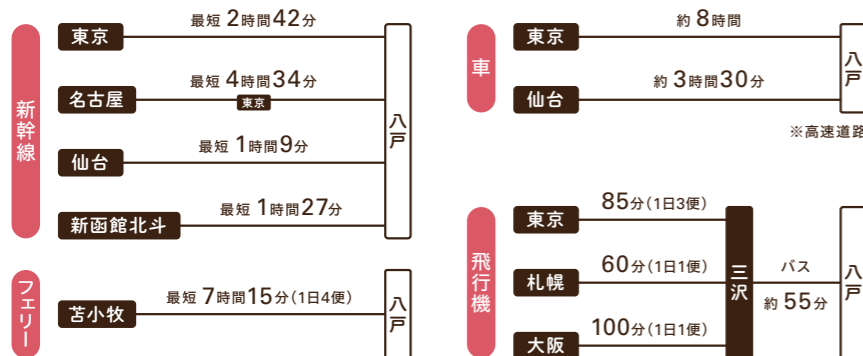 新幹線
東京
最短 2時間42分
名古屋
最短 4時間34分
東京
仙台
最短 1時間9分
新函館北斗
最短 1時間27分
八戸
フェリー
苫小牧
最短 7時間15分(1日4便)
八戸
車
東京
約 8時間
仙台
約 3時間30分
八戸
※高速道路
飛行機
東京
85分(1日3便)
札幌
60分(1日1便)
大阪
100分(1日1便)
三沢
バス
約 55分
八戸